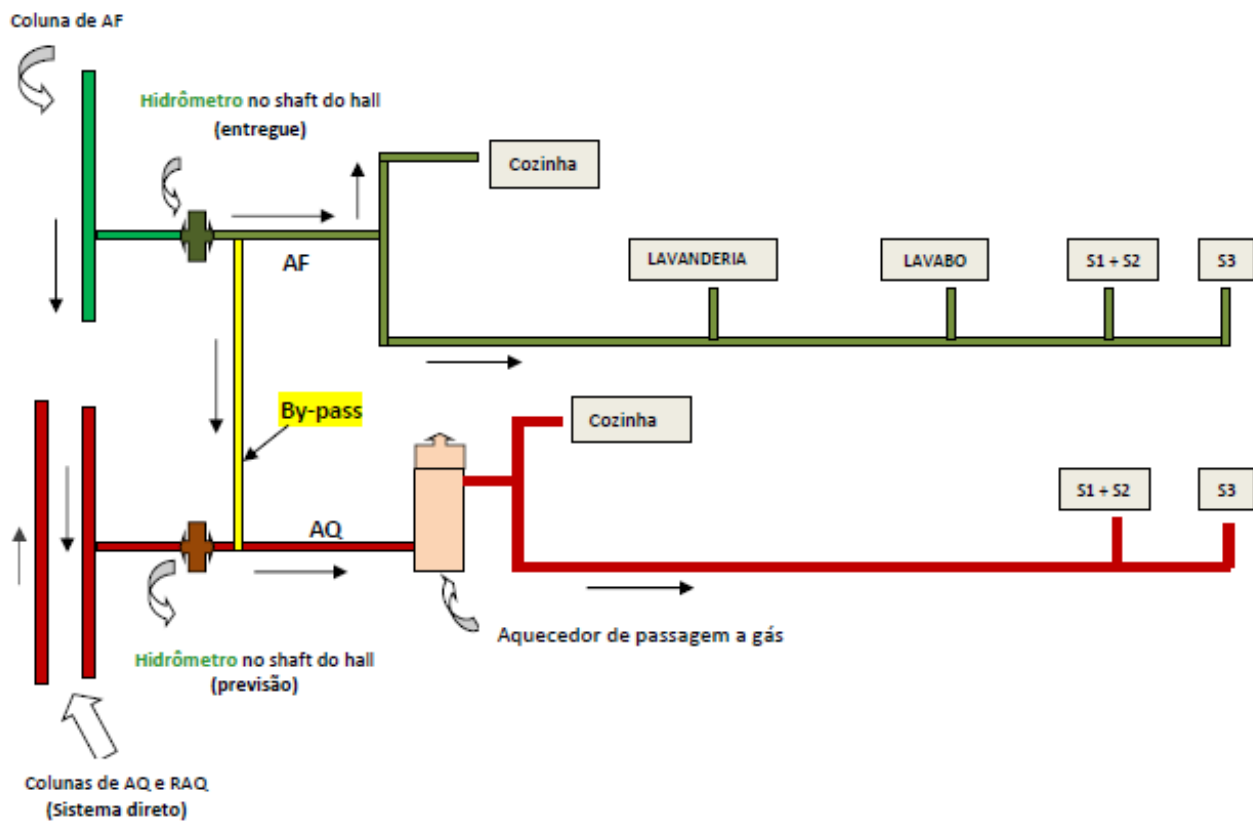 Coluna de AF
Hidrômetro no shaft do hall
(entregue)
Cozinha
AF
LAVANDERIA
LAVABO
S1 + S2
S3
By-pass
Cozinha
AQ
S1 + S2
S3
Aquecedor de passagem a gás
Hidrômetro no shaft do hall
(previsão)
Colunas de AQ e RAQ
(Sistema direto)